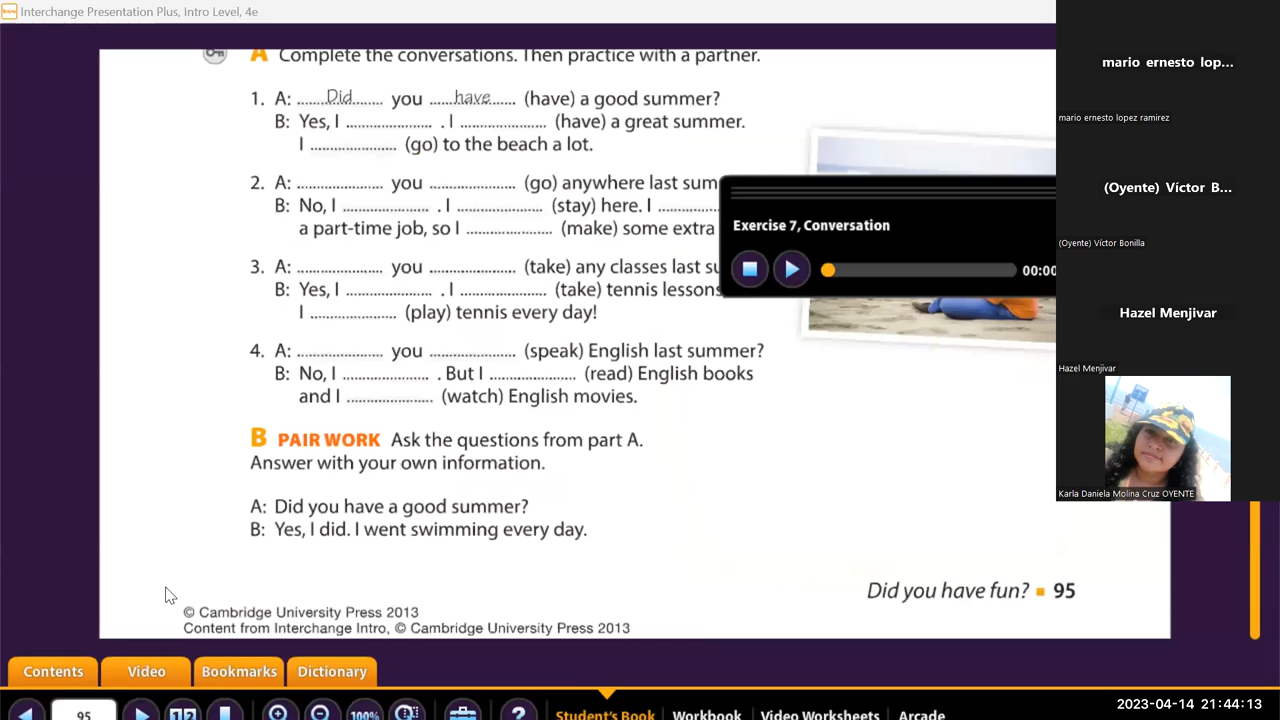 Interchange Presentation Plus, Intro Level, 4e
A Complete the conversations. Then practice with a partner.
1. A: Did you have (have) a good summer?
B: Yes, I .................... . I .................... (have) a great summer.
I .................... (go) to the beach a lot.
2. A: .................... you .................... (go) anywhere last sum
B: No, I .................... . I .................... (stay) here. I ....................
a part-time job, so I .................... (make) some extra
3. A: .................... you .................... (take) any classes last su
B: Yes, I .................... . I .................... (take) tennis lessons
I .................... (play) tennis every day!
4. A: .................... you .................... (speak) English last summer?
B: No, I .................... . But I .................... (read) English books
and I .................... (watch) English movies.
B PAIR WORK Ask the questions from part A.
Answer with your own information.
A: Did you have a good summer?
B: Yes, I did. I went swimming every day.
Did you have fun? ■ 95
© Cambridge University Press 2013
Content from Interchange Intro, © Cambridge University Press 2013
Exercise 7, Conversation
00:00
mario ernesto lop...
mario ernesto lopez ramirez
(Oyente) Víctor B...
(Oyente) Víctor Bonilla
Hazel Menjivar
Hazel Menjivar
Karla Daniela Molina Cruz OYENTE
Contents Video Bookmarks Dictionary
95 1 2 100% ? Student's Book Workbook Video Worksheets Arcade
2023-04-14 21:44:13